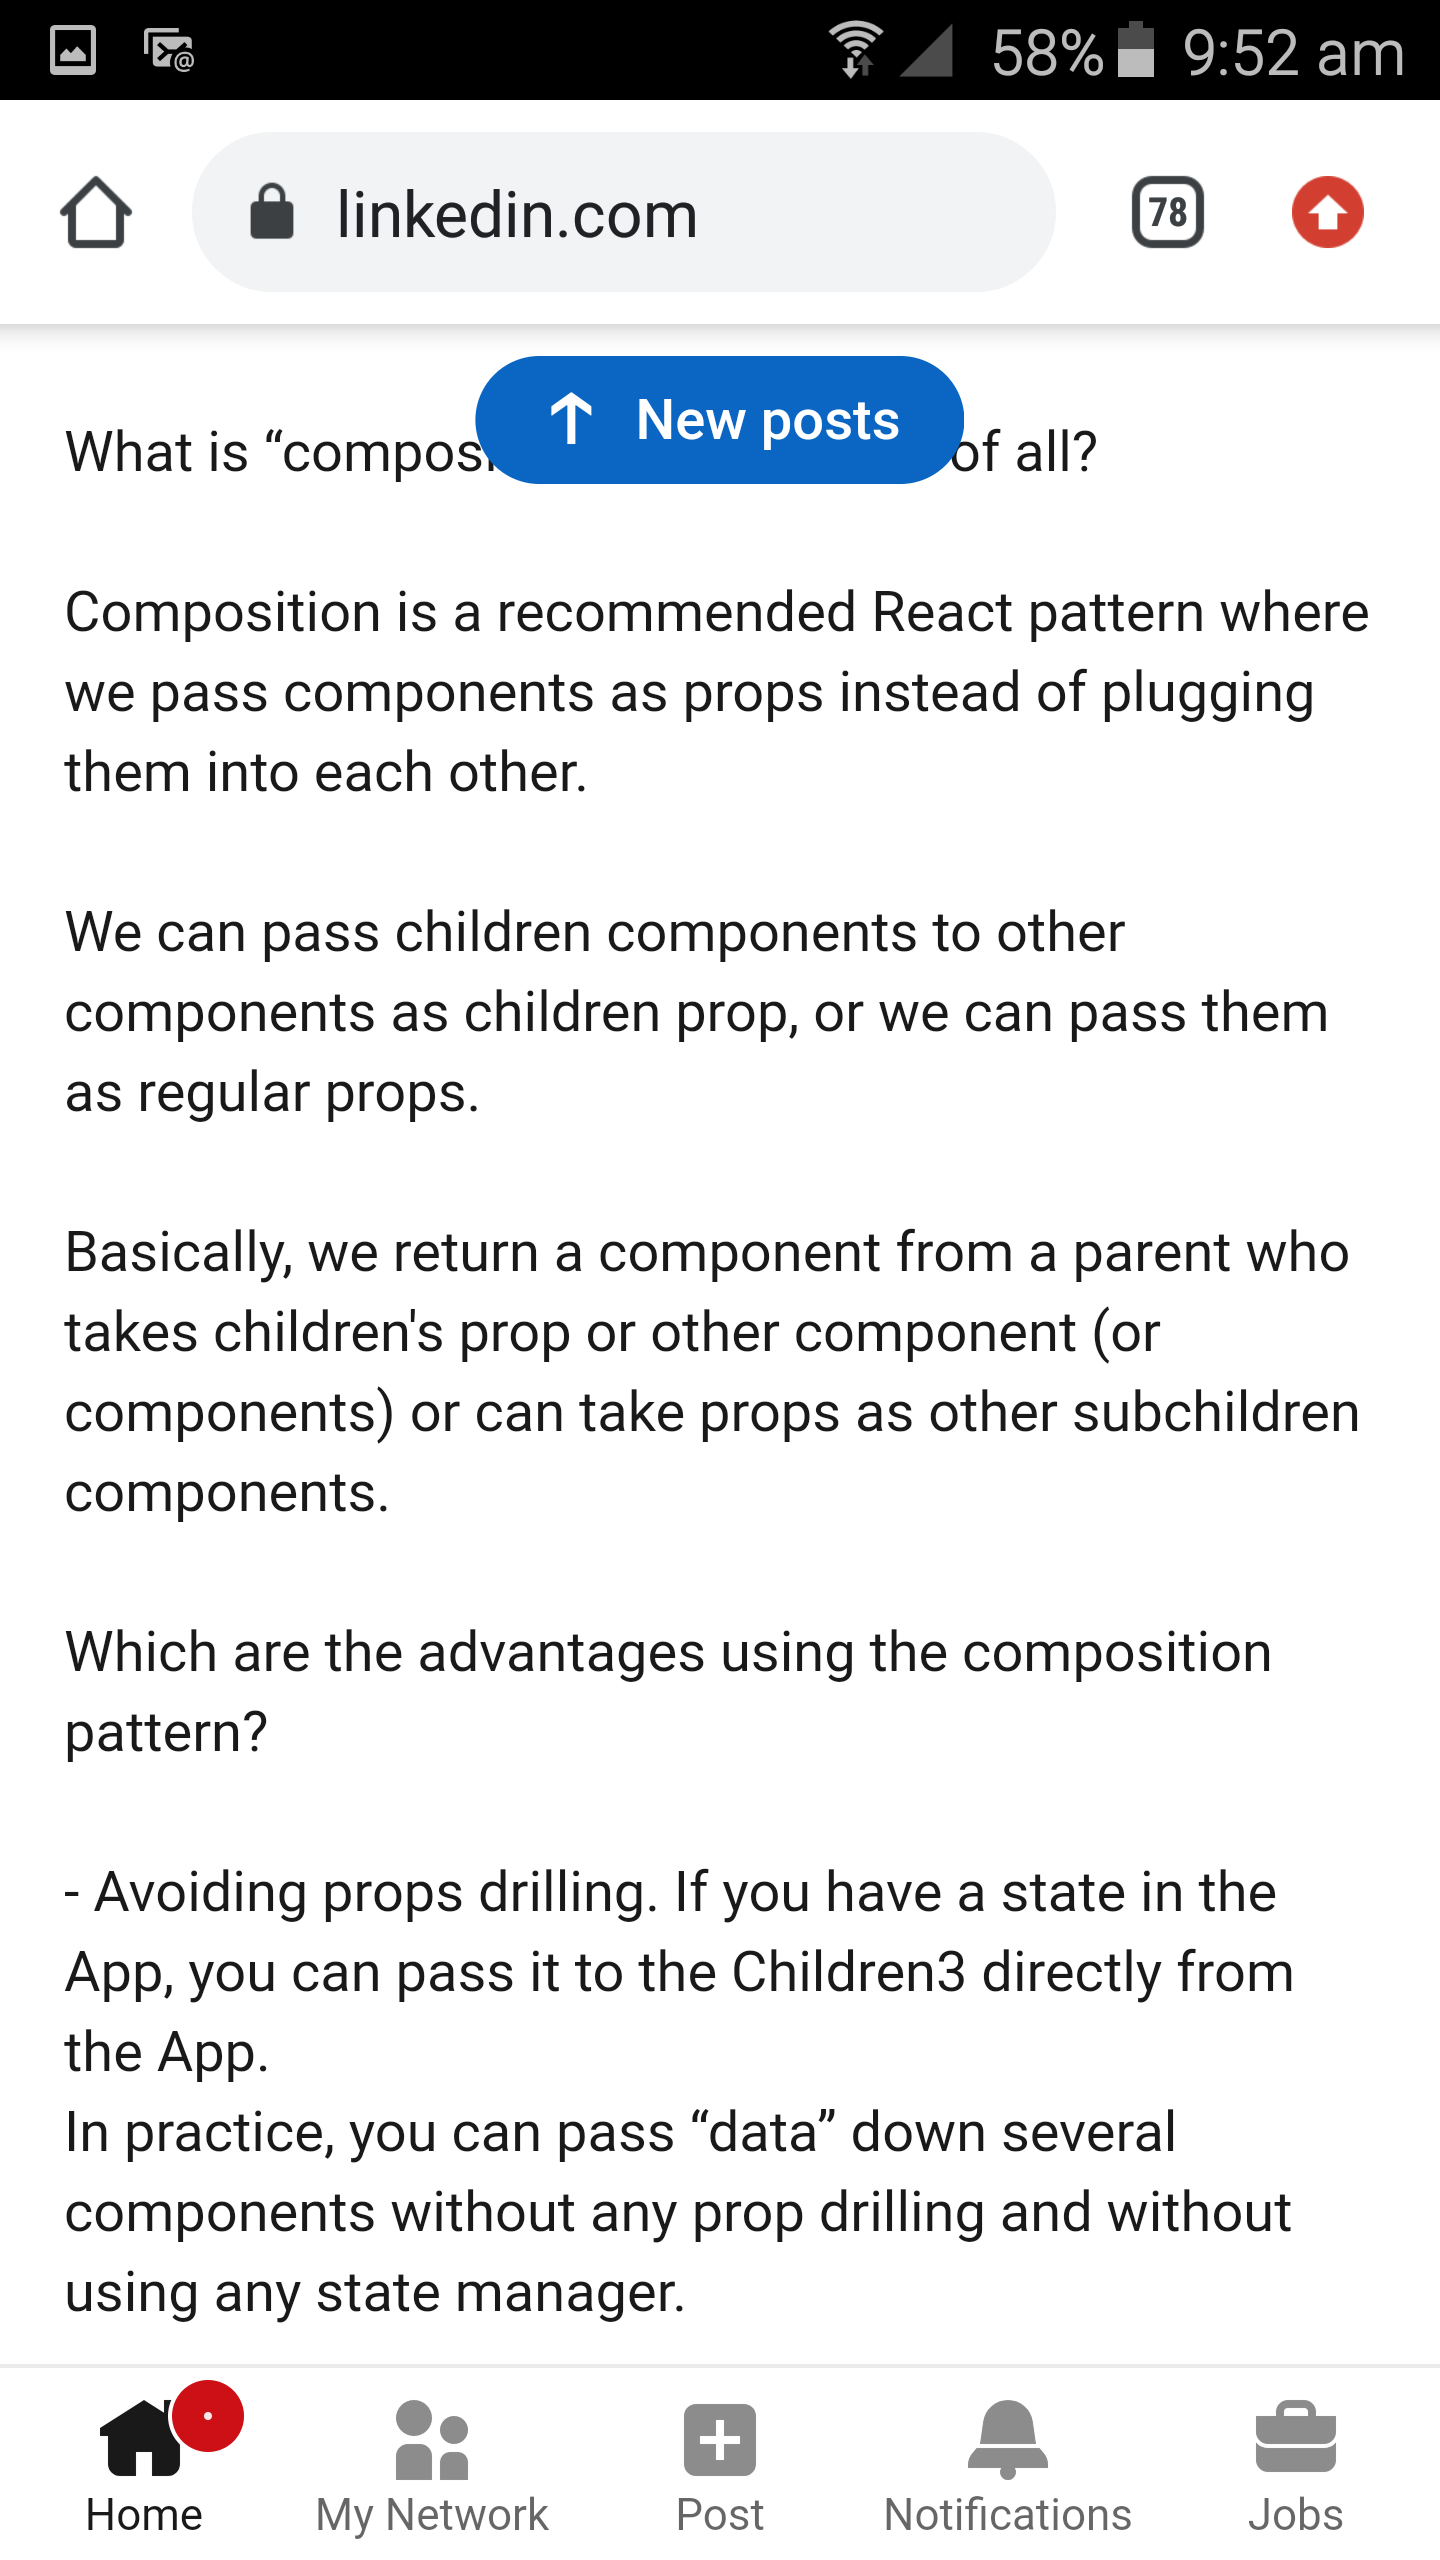 58% 9:52 am
linkedin.com
78
New posts
What is “ of all?
Composition is a recommended React pattern where
we pass components as props instead of plugging
them into each other.
We can pass children components to other
components as children prop, or we can pass them
as regular props.
Basically, we return a component from a parent who
takes children's prop or other component (or
components) or can take props as other subchildren
components.
Which are the advantages using the composition
pattern?
- Avoiding props drilling. If you have a state in the
App, you can pass it to the Children3 directly from
the App.
In practice, you can pass “data” down several
components without any prop drilling and without
using any state manager.
Home My Network Post Notifications Jobs